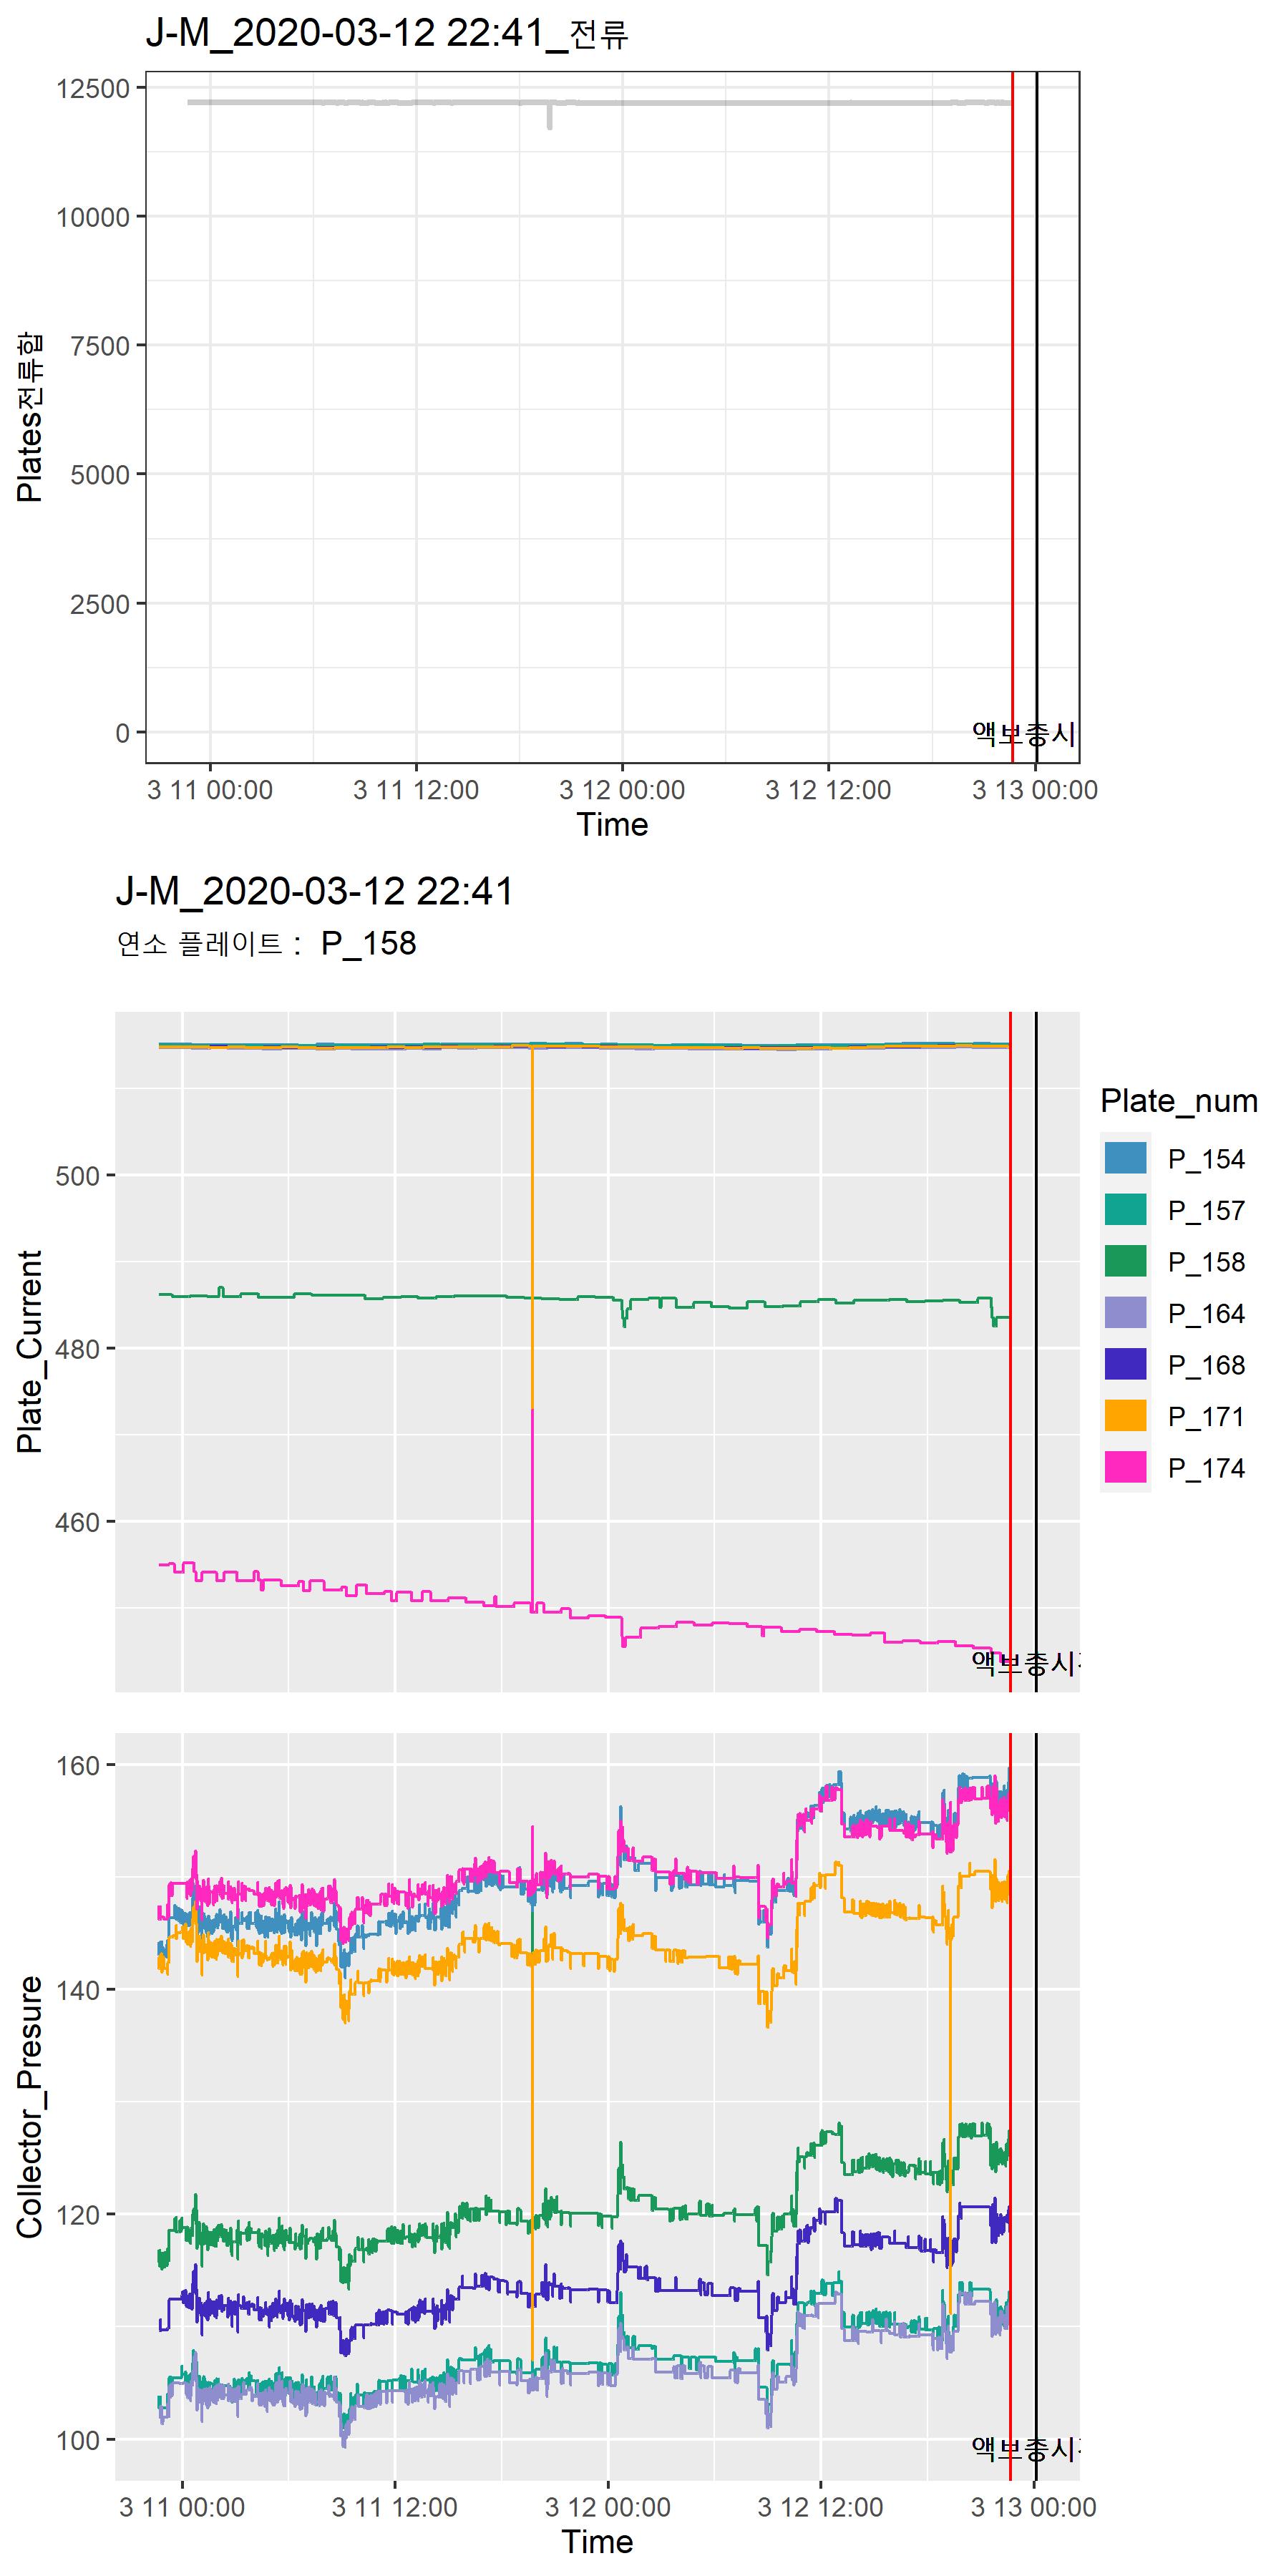 J-M_2020-03-12 22:41_전류
12500
10000
7500
5000
2500
0
Plates전류합
액보충시
3 11 00:00
3 11 12:00
3 12 00:00
3 12 12:00
3 13 00:00
Time
J-M_2020-03-12 22:41
연소 플레이트 : P_158
500
480
460
Plate_Current
Plate_num
P_154
P_157
P_158
P_164
P_168
P_171
P_174
160
140
120
100
Collector_Presure
3 11 00:00
3 11 12:00
3 12 00:00
3 12 12:00
3 13 00:00
Time